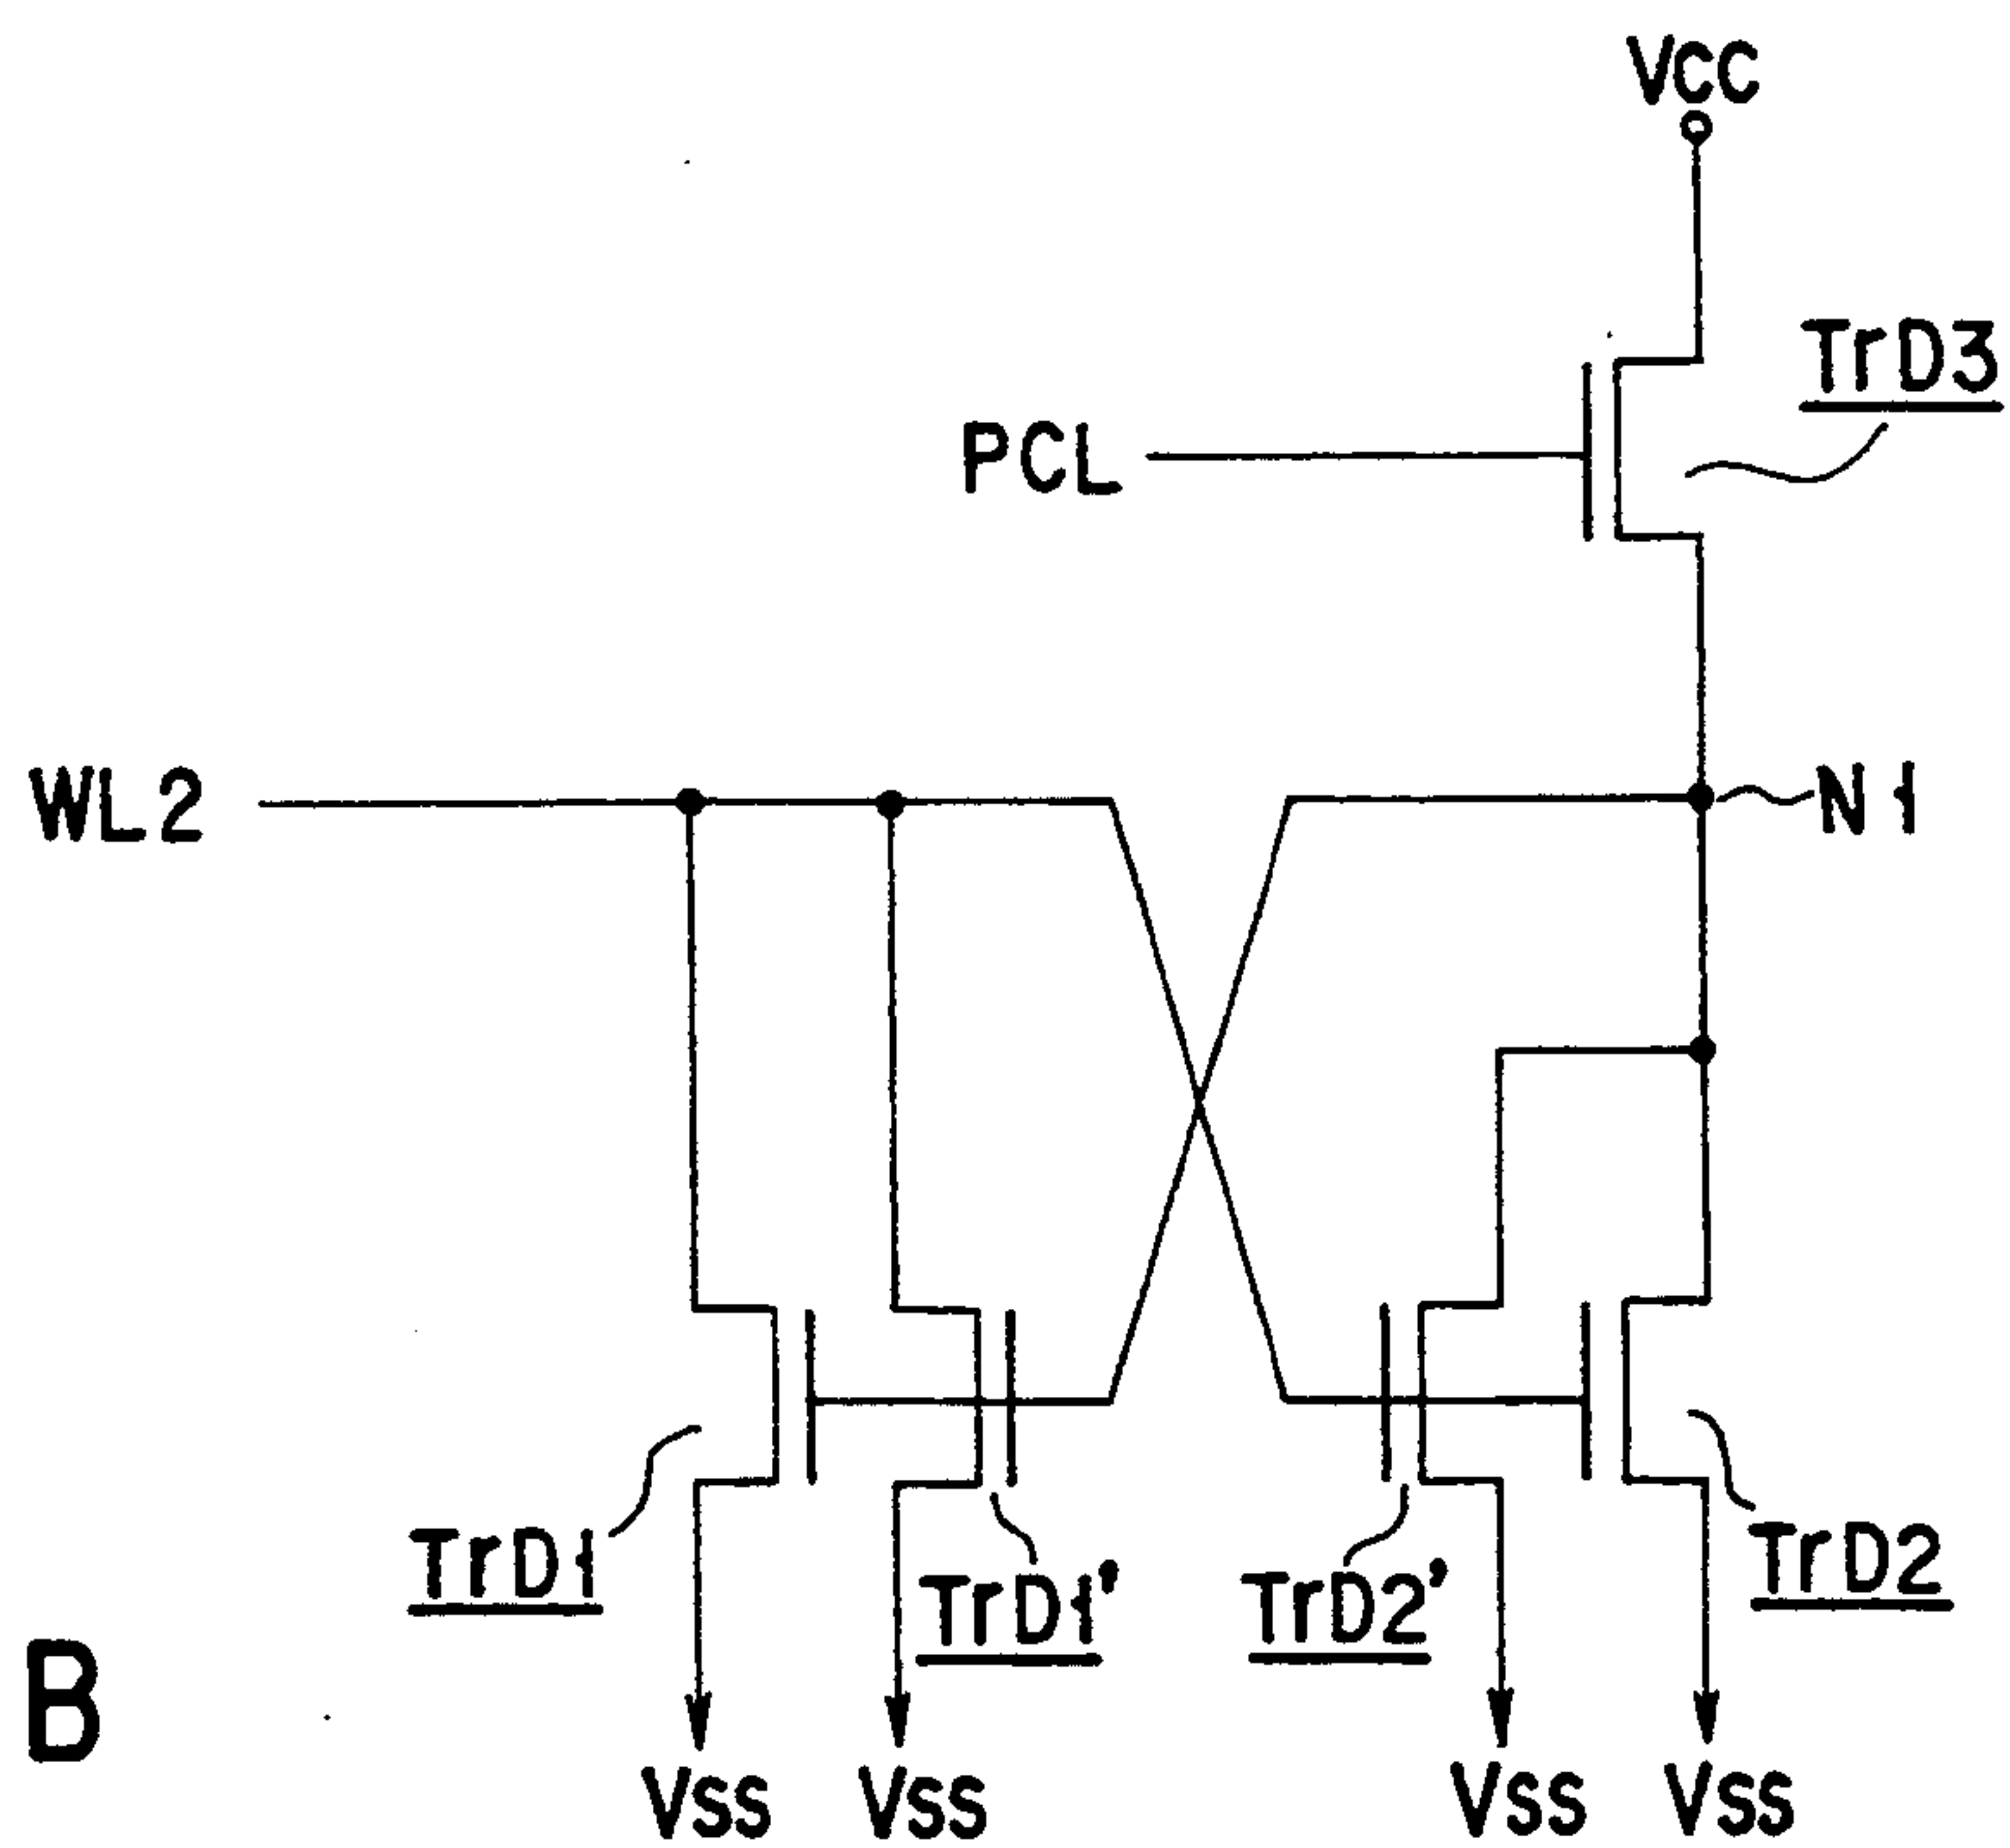 VCC
TrD3
PCL
WL2
N1
TrD1
TrD1'
TrD2'
TrD2
B
VSS
VSS
VSS
VSS